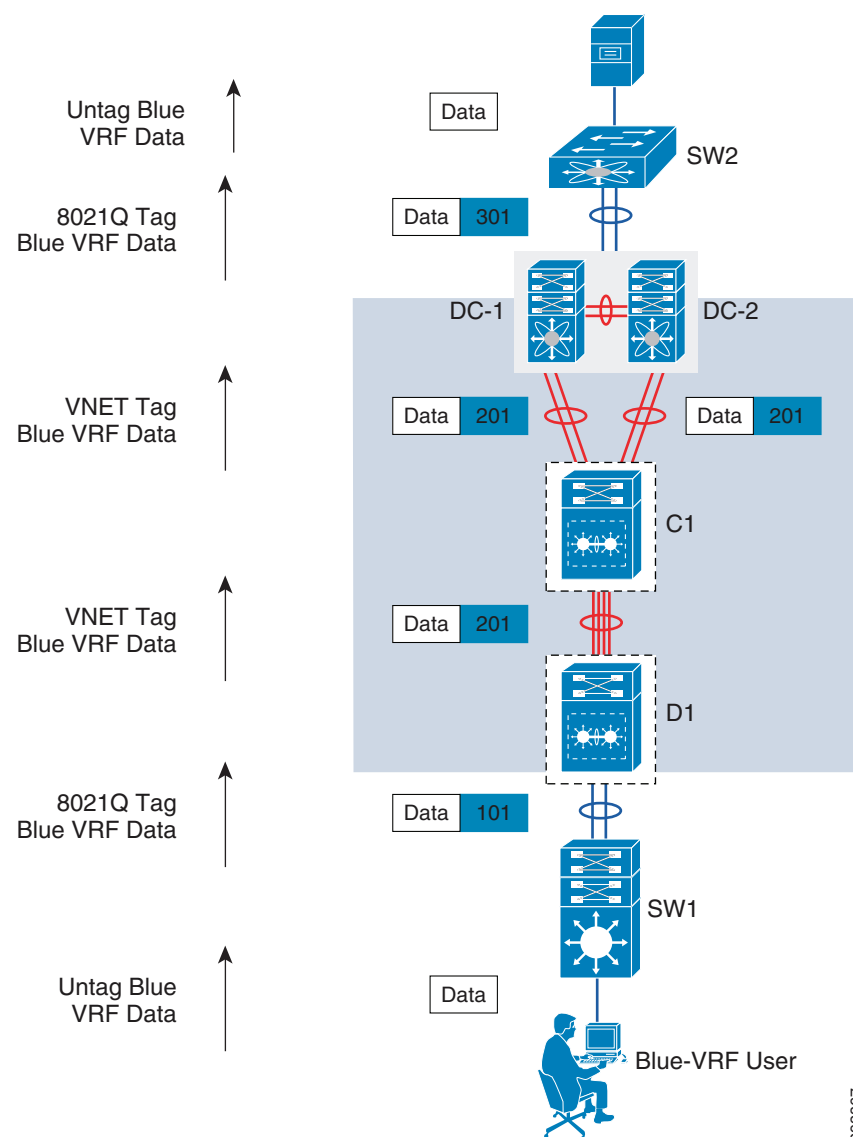 Untag Blue
VRF Data
Data
SW2
8021Q Tag
Blue VRF Data
Data 301
DC-1
DC-2
VNET Tag
Blue VRF Data
Data 201
Data 201
C1
VNET Tag
Blue VRF Data
Data 201
D1
8021Q Tag
Blue VRF Data
Data 101
SW1
Untag Blue
VRF Data
Data
Blue-VRF User